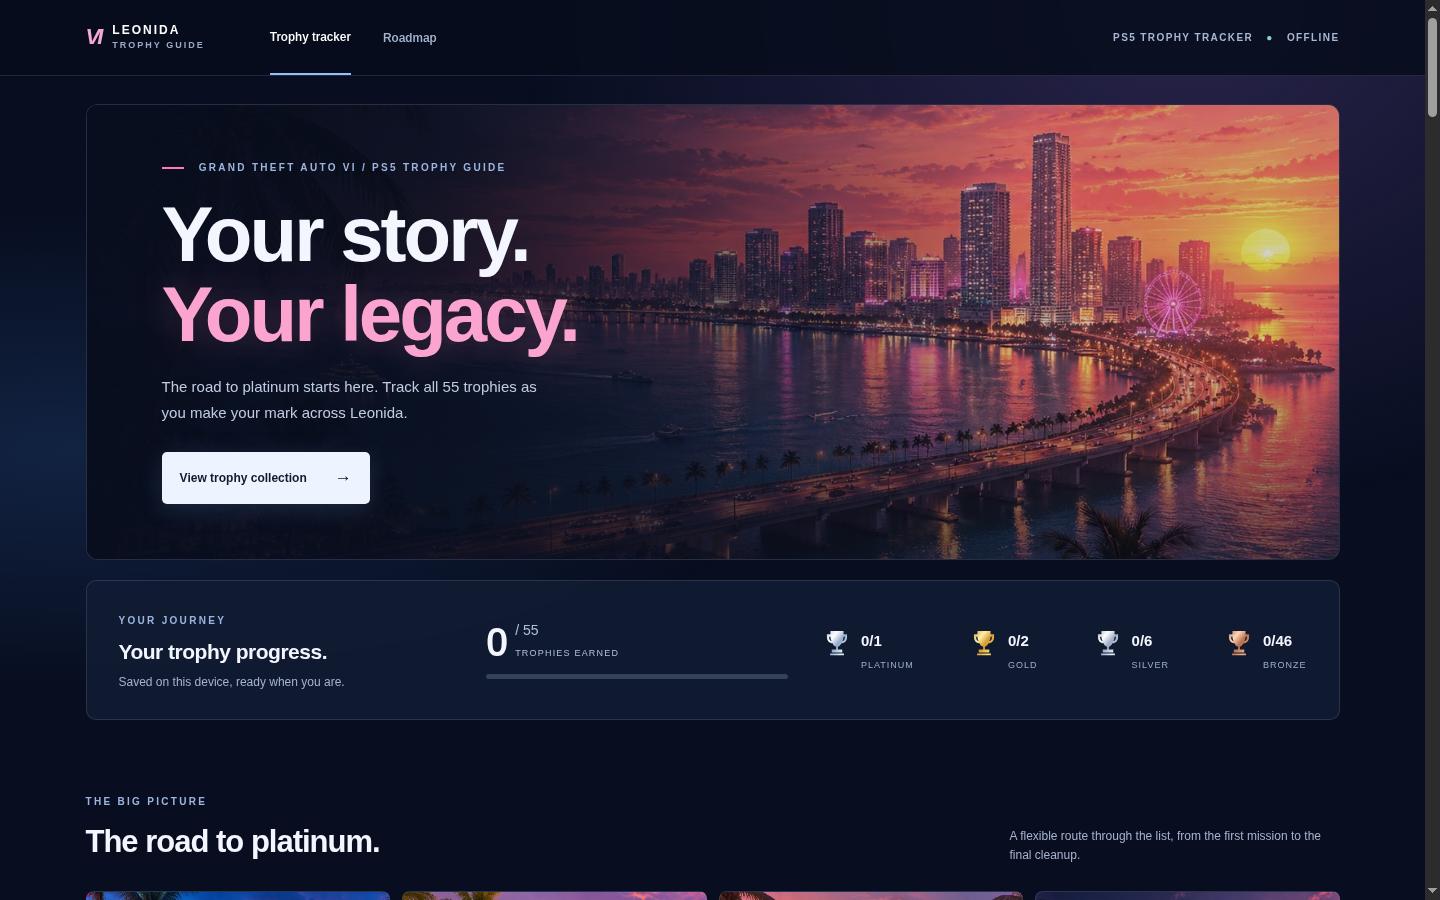 VI LEONIDA
TROPHY GUIDE
Trophy tracker
Roadmap
PS5 TROPHY TRACKER • OFFLINE
GRAND THEFT AUTO VI / PS5 TROPHY GUIDE
Your story.
Your legacy.
The road to platinum starts here. Track all 55 trophies as
you make your mark across Leonida.
View trophy collection →
YOUR JOURNEY
Your trophy progress.
Saved on this device, ready when you are.
0 / 55
TROPHIES EARNED
0/1
PLATINUM
0/2
GOLD
0/6
SILVER
0/46
BRONZE
THE BIG PICTURE
The road to platinum.
A flexible route through the list, from the first mission to the
final cleanup.